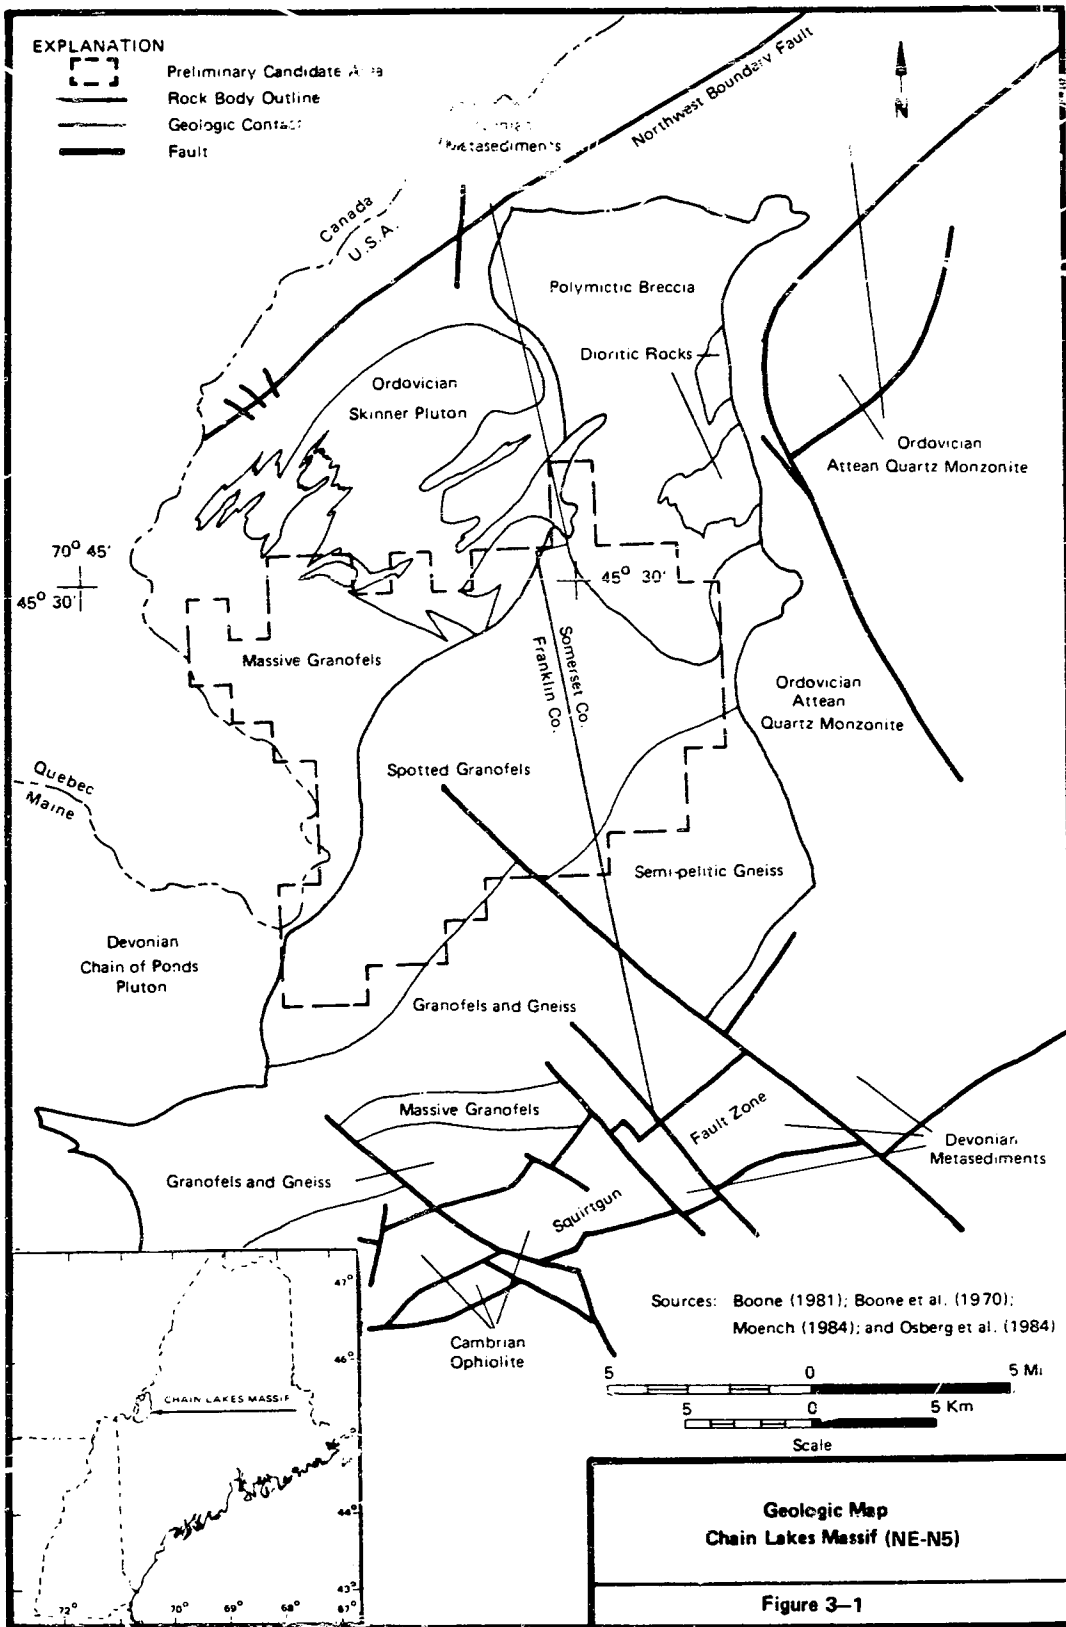 EXPLANATION
Preliminary Candidate
Rock Body Outline
Geologic Contact
Fault
Metasediments
Northwest Boundary Fault
N
Canada
U.S.A.
Polymictic Breccia
Dioritic Rocks
Ordovician
Skinner Pluton
Ordovician
Attean Quartz Monzonite
70° 45'
45° 30'
45° 30'
Massive Granofels
Somerset Co.
Franklin Co.
Ordovician
Attean
Quartz Monzonite
Quebec
Maine
Spotted Granofels
Semi-pelitic Gneiss
Devonian
Chain of Ponds
Pluton
Granofels and Gneiss
Massive Granofels
Fault Zone
Devonian
Metasediments
Granofels and Gneiss
Squirtgun
Cambrian
Ophiolite
Sources: Boone (1981); Boone et al. (1970);
Moench (1984); and Osberg et al. (1984)
5 0 5 Mi
5 0 5 Km
Scale
47°
46°
CHAIN LAKES MASSIF
44°
43°
72° 70° 69° 68° 67°
Geologic Map
Chain Lakes Massif (NE-N5)
Figure 3-1